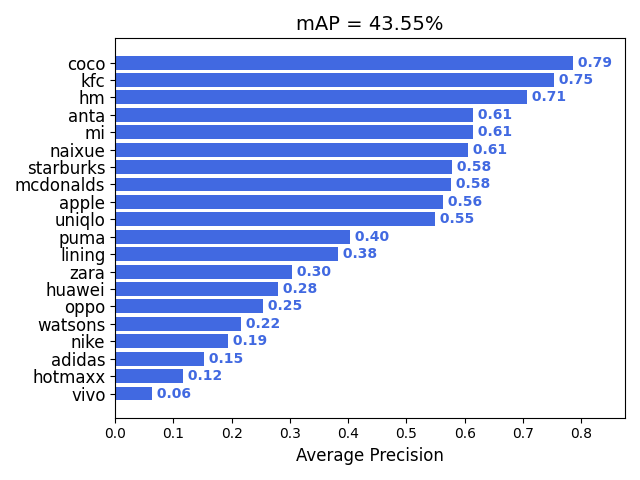 mAP = 43.55%
coco 0.79
kfc 0.75
hm 0.71
anta 0.61
mi 0.61
naixue 0.61
starburks 0.58
mcdonalds 0.58
apple 0.56
uniqlo 0.55
puma 0.40
lining 0.38
zara 0.30
huawei 0.28
oppo 0.25
watsons 0.22
nike 0.19
adidas 0.15
hotmaxx 0.12
vivo 0.06
0.0 0.1 0.2 0.3 0.4 0.5 0.6 0.7 0.8
Average Precision